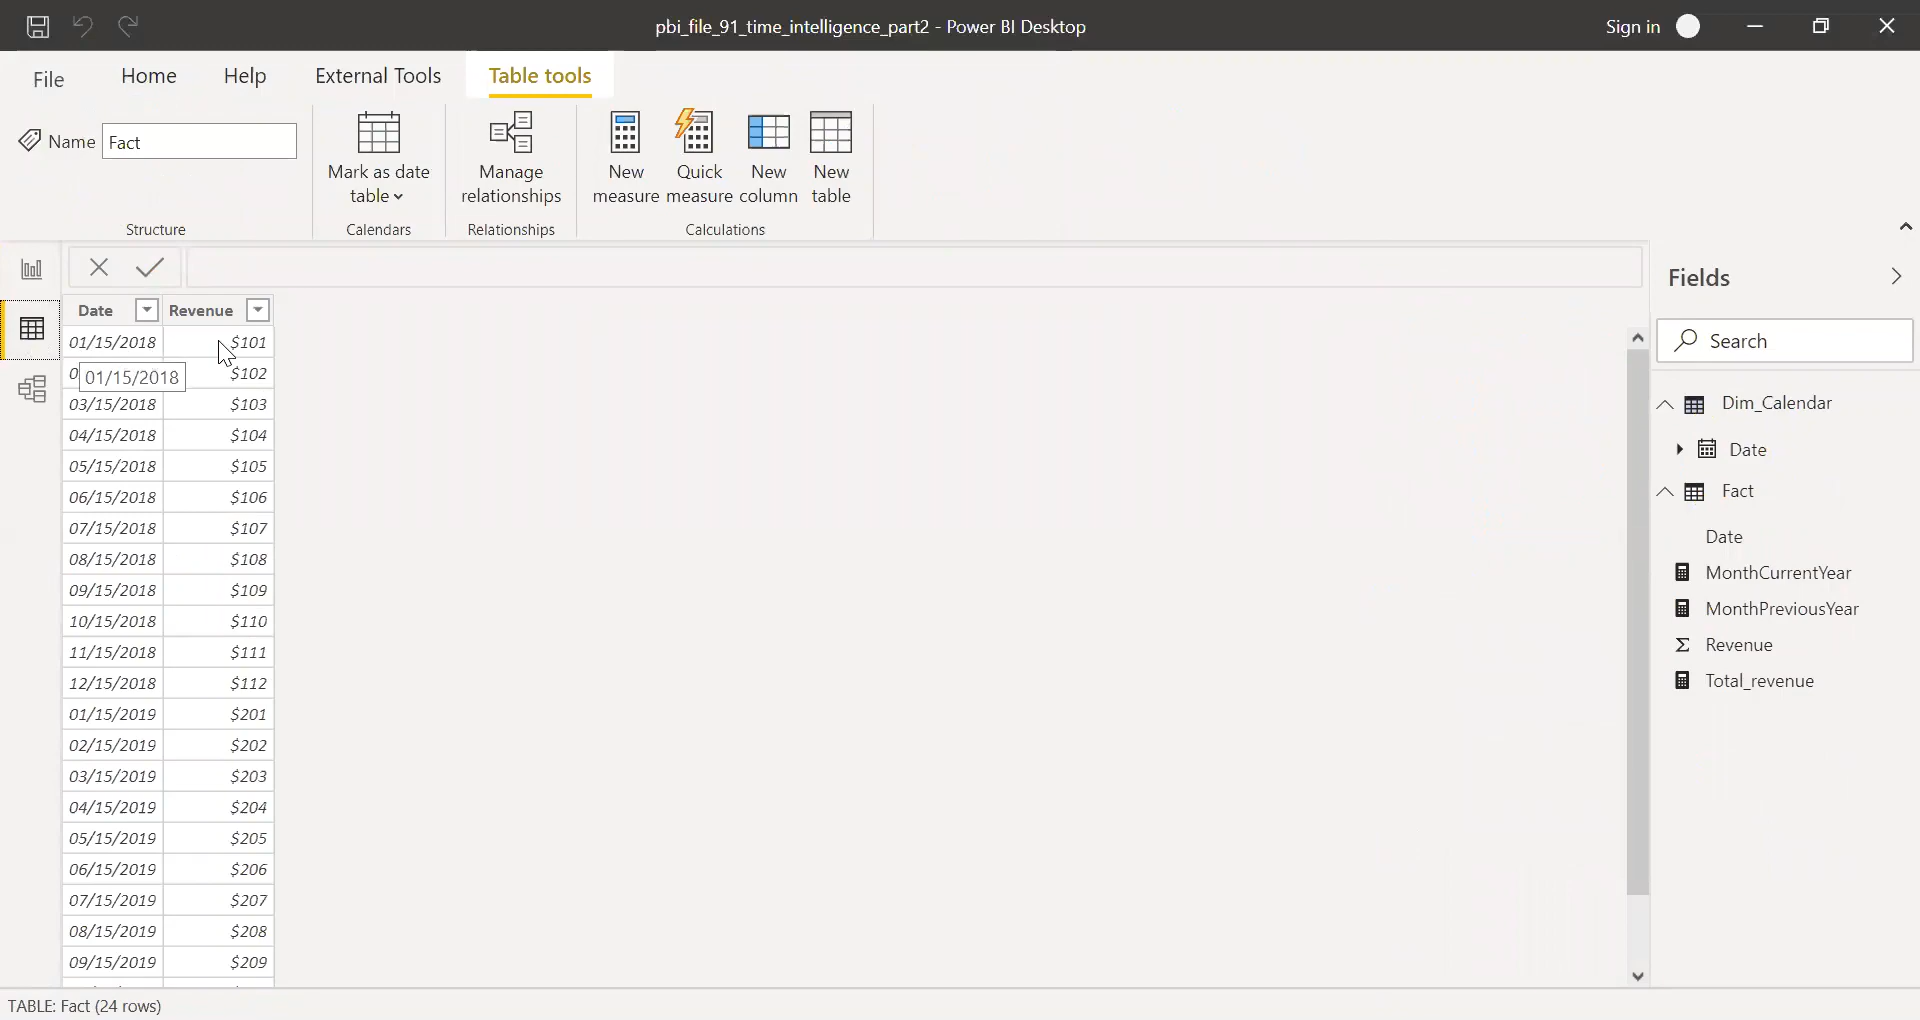 pbi_file_91_time_intelligence_part2 - Power BI Desktop
Sign in
File
Home
Help
External Tools
Table tools
Name
Fact
Mark as date
table
Manage
relationships
New
measure
Quick
measure
New
column
New
table
Structure
Calendars
Relationships
Calculations
Date Revenue
01/15/2018 $101
0 $102
01/15/2018
03/15/2018 $103
04/15/2018 $104
05/15/2018 $105
06/15/2018 $106
07/15/2018 $107
08/15/2018 $108
09/15/2018 $109
10/15/2018 $110
11/15/2018 $111
12/15/2018 $112
01/15/2019 $201
02/15/2019 $202
03/15/2019 $203
04/15/2019 $204
05/15/2019 $205
06/15/2019 $206
07/15/2019 $207
08/15/2019 $208
09/15/2019 $209
Fields
Search
Dim_Calendar
Date
Fact
Date
MonthCurrentYear
MonthPreviousYear
Σ Revenue
Total_revenue
TABLE: Fact (24 rows)